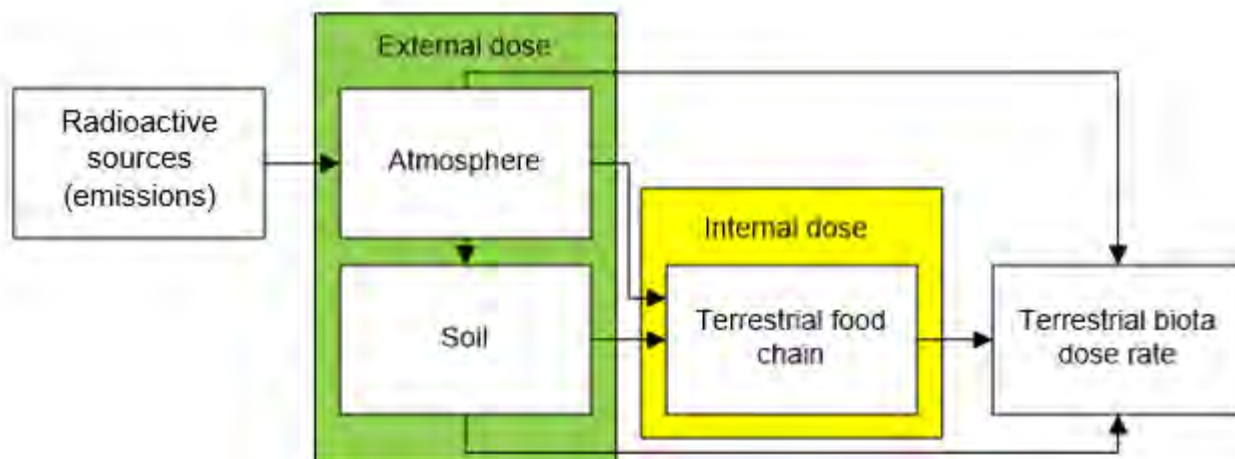 External dose
Radioactive
sources
(emissions)
Atmosphere
Internal dose
Soil
Terrestrial food
chain
Terrestrial biota
dose rate